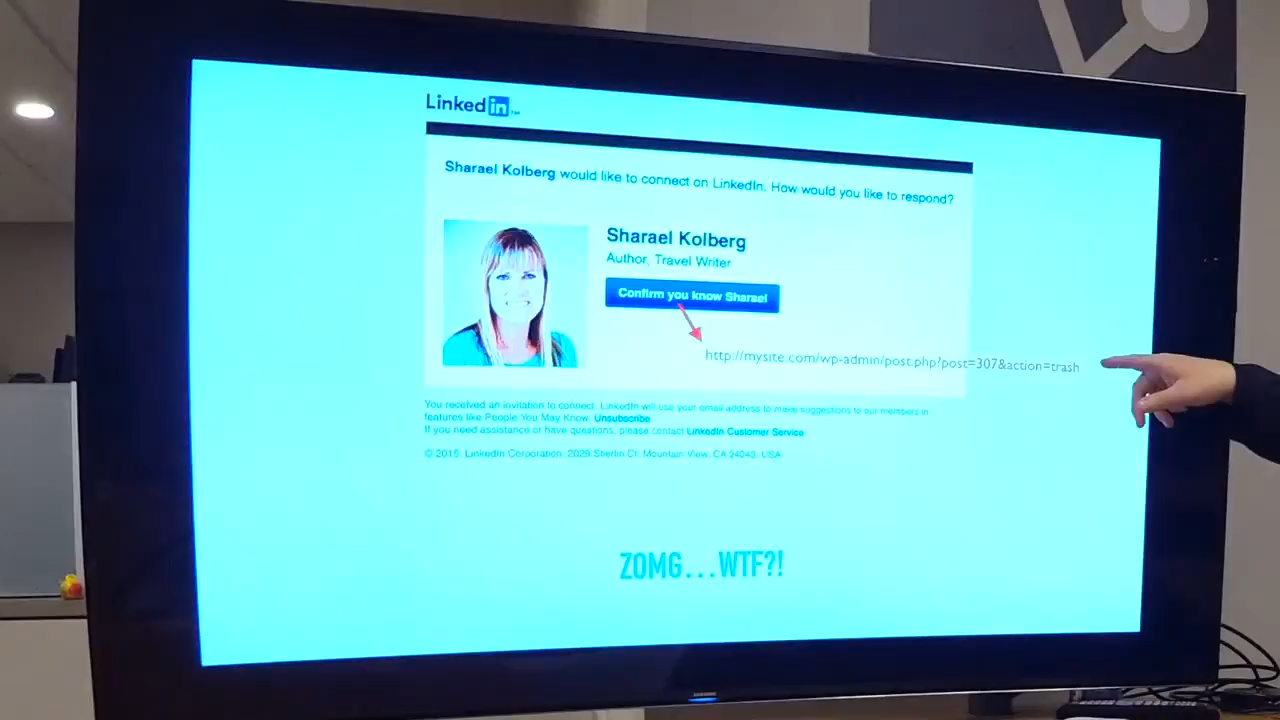 Linked in™
Sharael Kolberg would like to connect on LinkedIn. How would you like to respond?
Sharael Kolberg
Author, Travel Writer
Confirm you know Sharael
http://mysite.com/wp-admin/post.php?post=307&action=trash
You received an invitation to connect. LinkedIn will use your email address to make suggestions to our members in
features like People You May Know. Unsubscribe
If you need assistance or have questions, please contact LinkedIn Customer Service
© 2015, LinkedIn Corporation. 2029 Stierlin Ct. Mountain View, CA 94043, USA
ZOMG...WTF?!
SAMSUNG